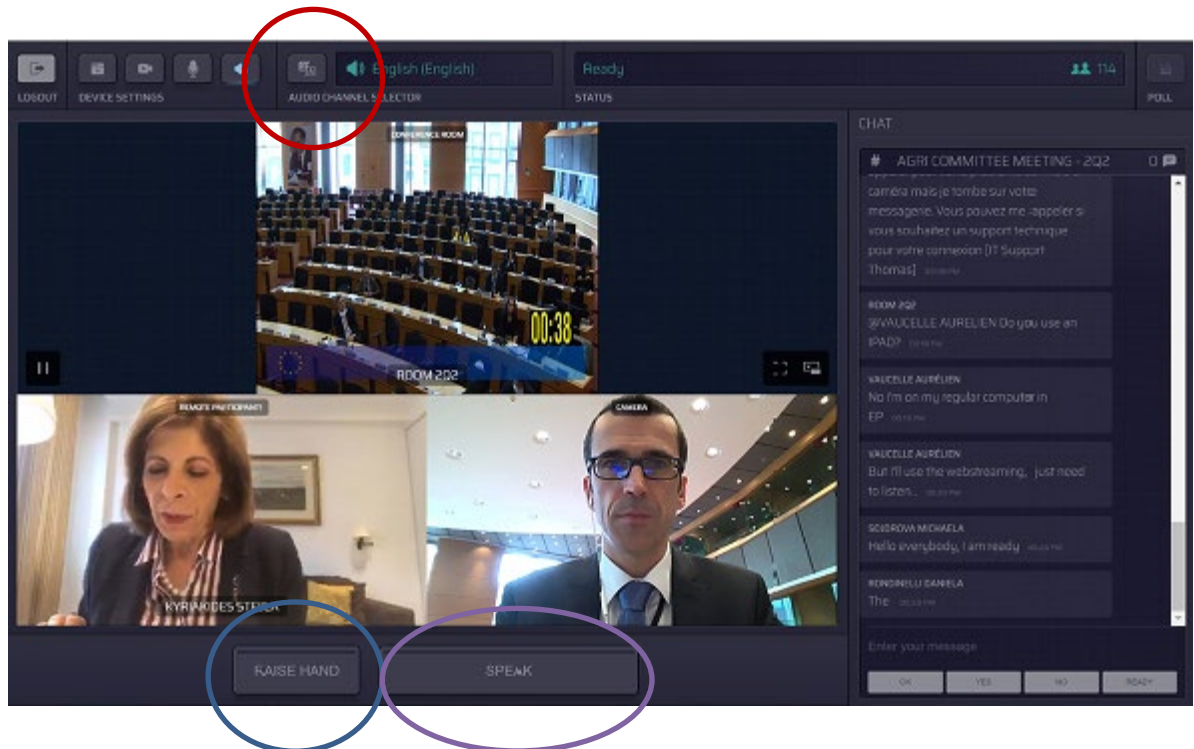 LOGOUT
DEVICE SETTINGS
AUDIO CHANNEL SELECTOR
English (English)
Ready
114
STATUS
POLL
CONFERENCE ROOM
00:38
ROOM 2Q2
REMOTE PARTICIPANT
CAMERA
KYRIAKIDES STELLA
RAISE HAND
SPEAK
CHAT
# AGRI COMMITTEE MEETING - 2Q2 0
caméra mais je tombe sur votre
messagerie. Vous pouvez me -appeler si
vous souhaitez un support technique
pour votre connexion [IT Support
Thomas]
ROOM 2Q2
@VAUCELLE AURELIEN Do you use an
IPAD?
VAUCELLE AURÉLIEN
No I'm on my regular computer in
EP
VAUCELLE AURÉLIEN
But I'll use the webstreaming, just need
to listen..
MICHAELA
Hello everybody, I am ready
RONDINELLI DANIELA
The
Enter your message
OK
YES
NO
READY